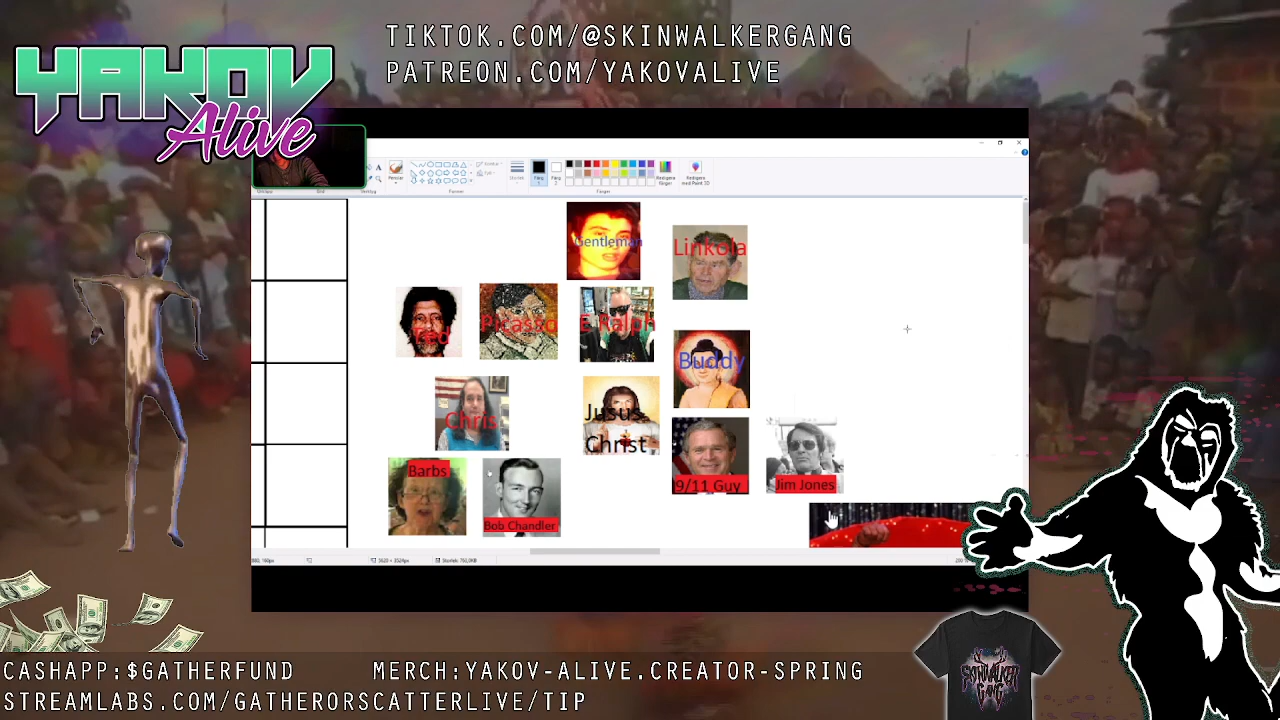 TIKTOK.COM/@SKINWALKERGANG
PATREON.COM/YAKOVALIVE
YAKOV
Alive
Gentleman
Linkola
Ted
Picasso
E Ralph
Buddy
Chris
Jusus
Christ
Barbs
Bob Chandler
9/11 Guy
Jim Jones
SKINWALKER
GANG
CASHAPP:$GATHERFUND
MERCH:YAKOV-ALIVE.CREATOR-SPRING
STREAMLABS.COM/GATHERORSCATTERLIVE/TIP